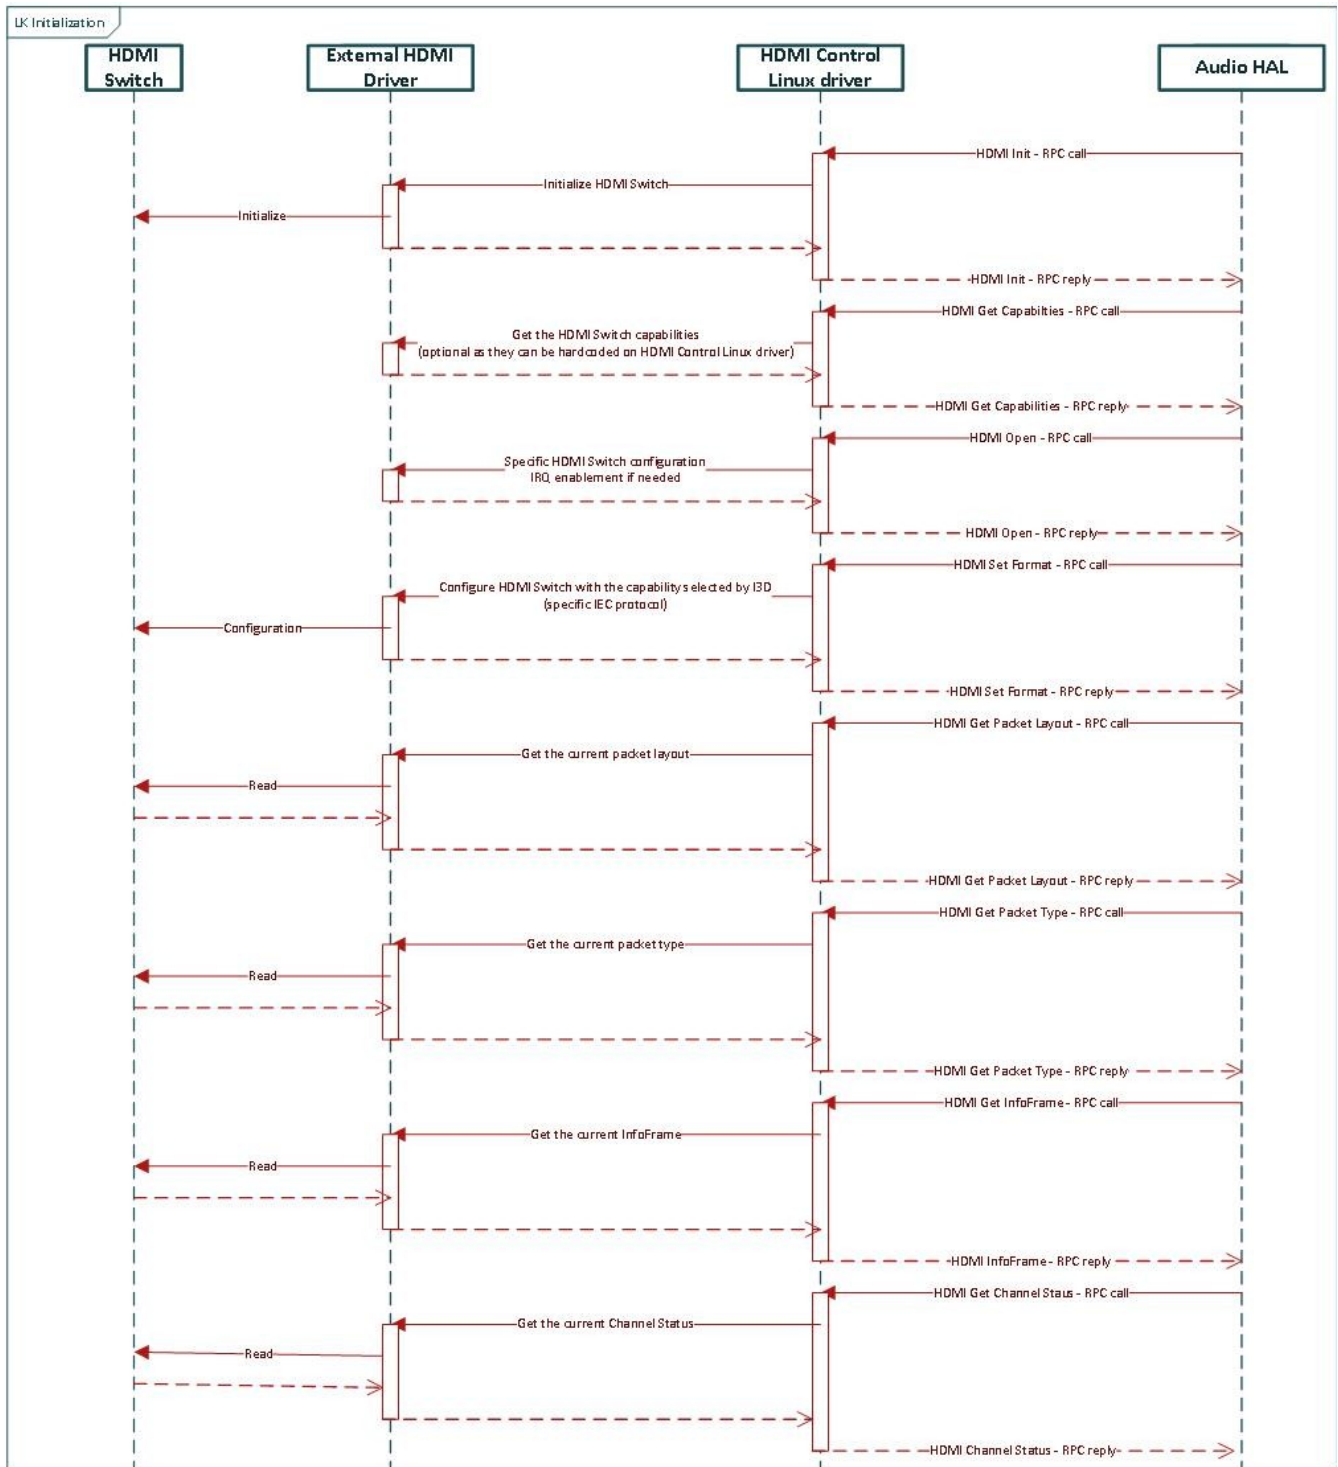 LK Initialization
HDMI
Switch
External HDMI
Driver
HDMI Control
Linux driver
Audio HAL
HDMI Init - RPC call
Initialize HDMI Switch
Initialize
HDMI Init - RPC reply
HDMI Get Capabilties - RPC call
Get the HDMI Switch capabilities
(optional as they can be hardcoded on HDMI Control Linux driver)
HDMI Get Capabilities - RPC reply
HDMI Open - RPC call
Specific HDMI Switch configuration
IRQ enablement if needed
HDMI Open - RPC reply
HDMI Set Format - RPC call
Configure HDMI Switch with the capability selected by I3D
(specific IEC protocol)
Configuration
HDMI Set Format - RPC reply
HDMI Get Packet Layout - RPC call
Get the current packet layout
Read
HDMI Get Packet Layout - RPC reply
HDMI Get Packet Type - RPC call
Get the current packet type
Read
HDMI Get Packet Type - RPC reply
HDMI Get InfoFrame - RPC call
Get the current InfoFrame
Read
HDMI InfoFrame - RPC reply
HDMI Get Channel Staus - RPC call
Get the current Channel Status
Read
HDMI Channel Status - RPC reply